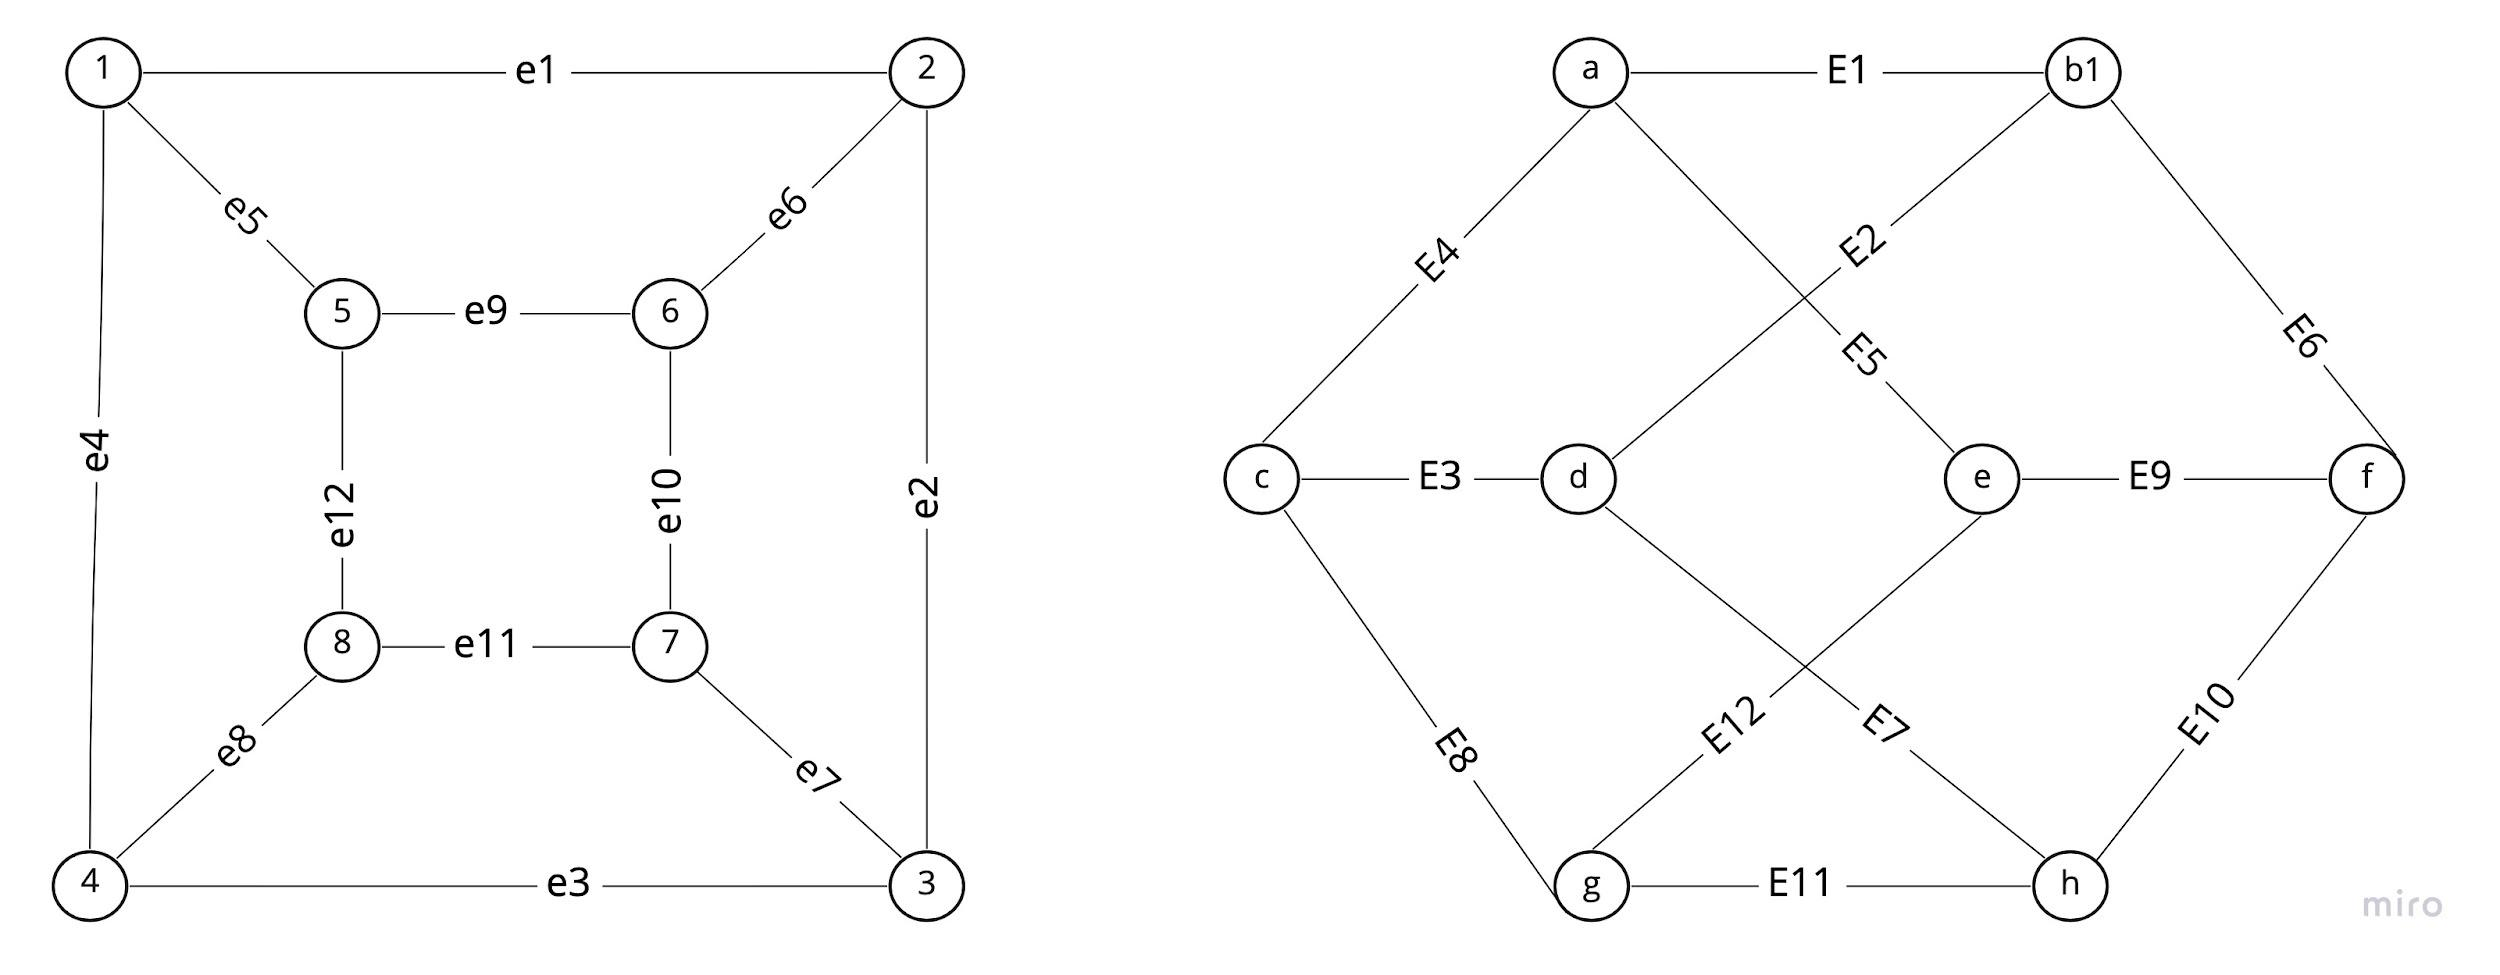 1 e1 2
a E1 b1
e5 e6
E4 E2 E6
5 e9 6
E5
e4 e12 e10 e2
c E3 d e E9 f
8 e11 7
e8 e7
E8 E12 E7 E10
4 e3 3
g E11 h
miro